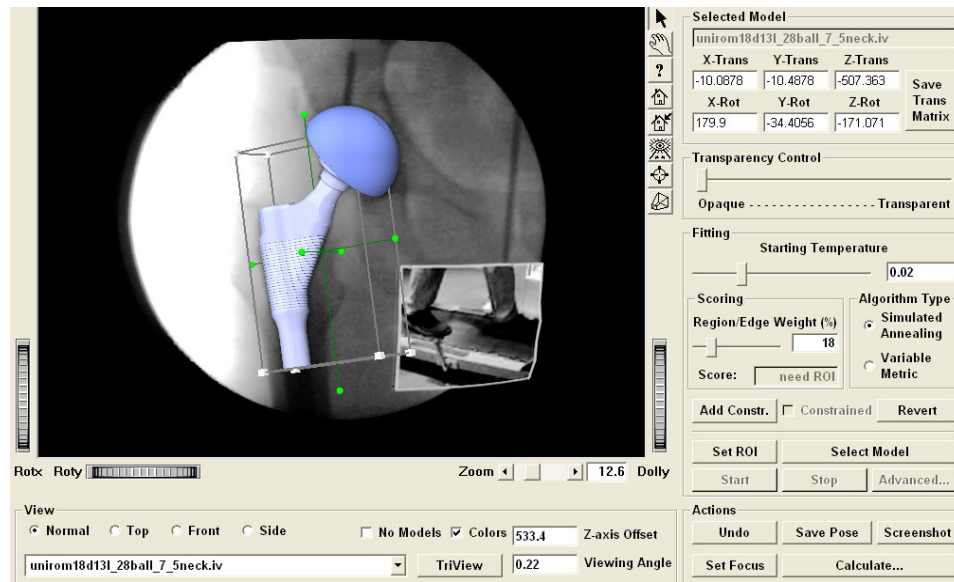 Selected Model
unirom18d13l_28ball_7_5neck.iv
X-Trans Y-Trans Z-Trans
-10.0878 -10.4878 -507.363
Save Trans Matrix
X-Rot Y-Rot Z-Rot
179.9 -34.4056 -171.071
Transparency Control
Opaque - - - - - - - - - - - - - - - - - Transparent
Fitting
Starting Temperature
0.02
Scoring
Region/Edge Weight (%)
18
Score: need ROI
Algorithm Type
Simulated Annealing
Variable Metric
Add Constr. Constrained Revert
Set ROI Select Model
Start Stop Advanced...
Actions
Undo Save Pose Screenshot
Set Focus Calculate...
?
Rotx Roty Zoom 12.6 Dolly
View
Normal Top Front Side No Models Colors 533.4 Z-axis Offset
unirom18d13l_28ball_7_5neck.iv TriView 0.22 Viewing Angle